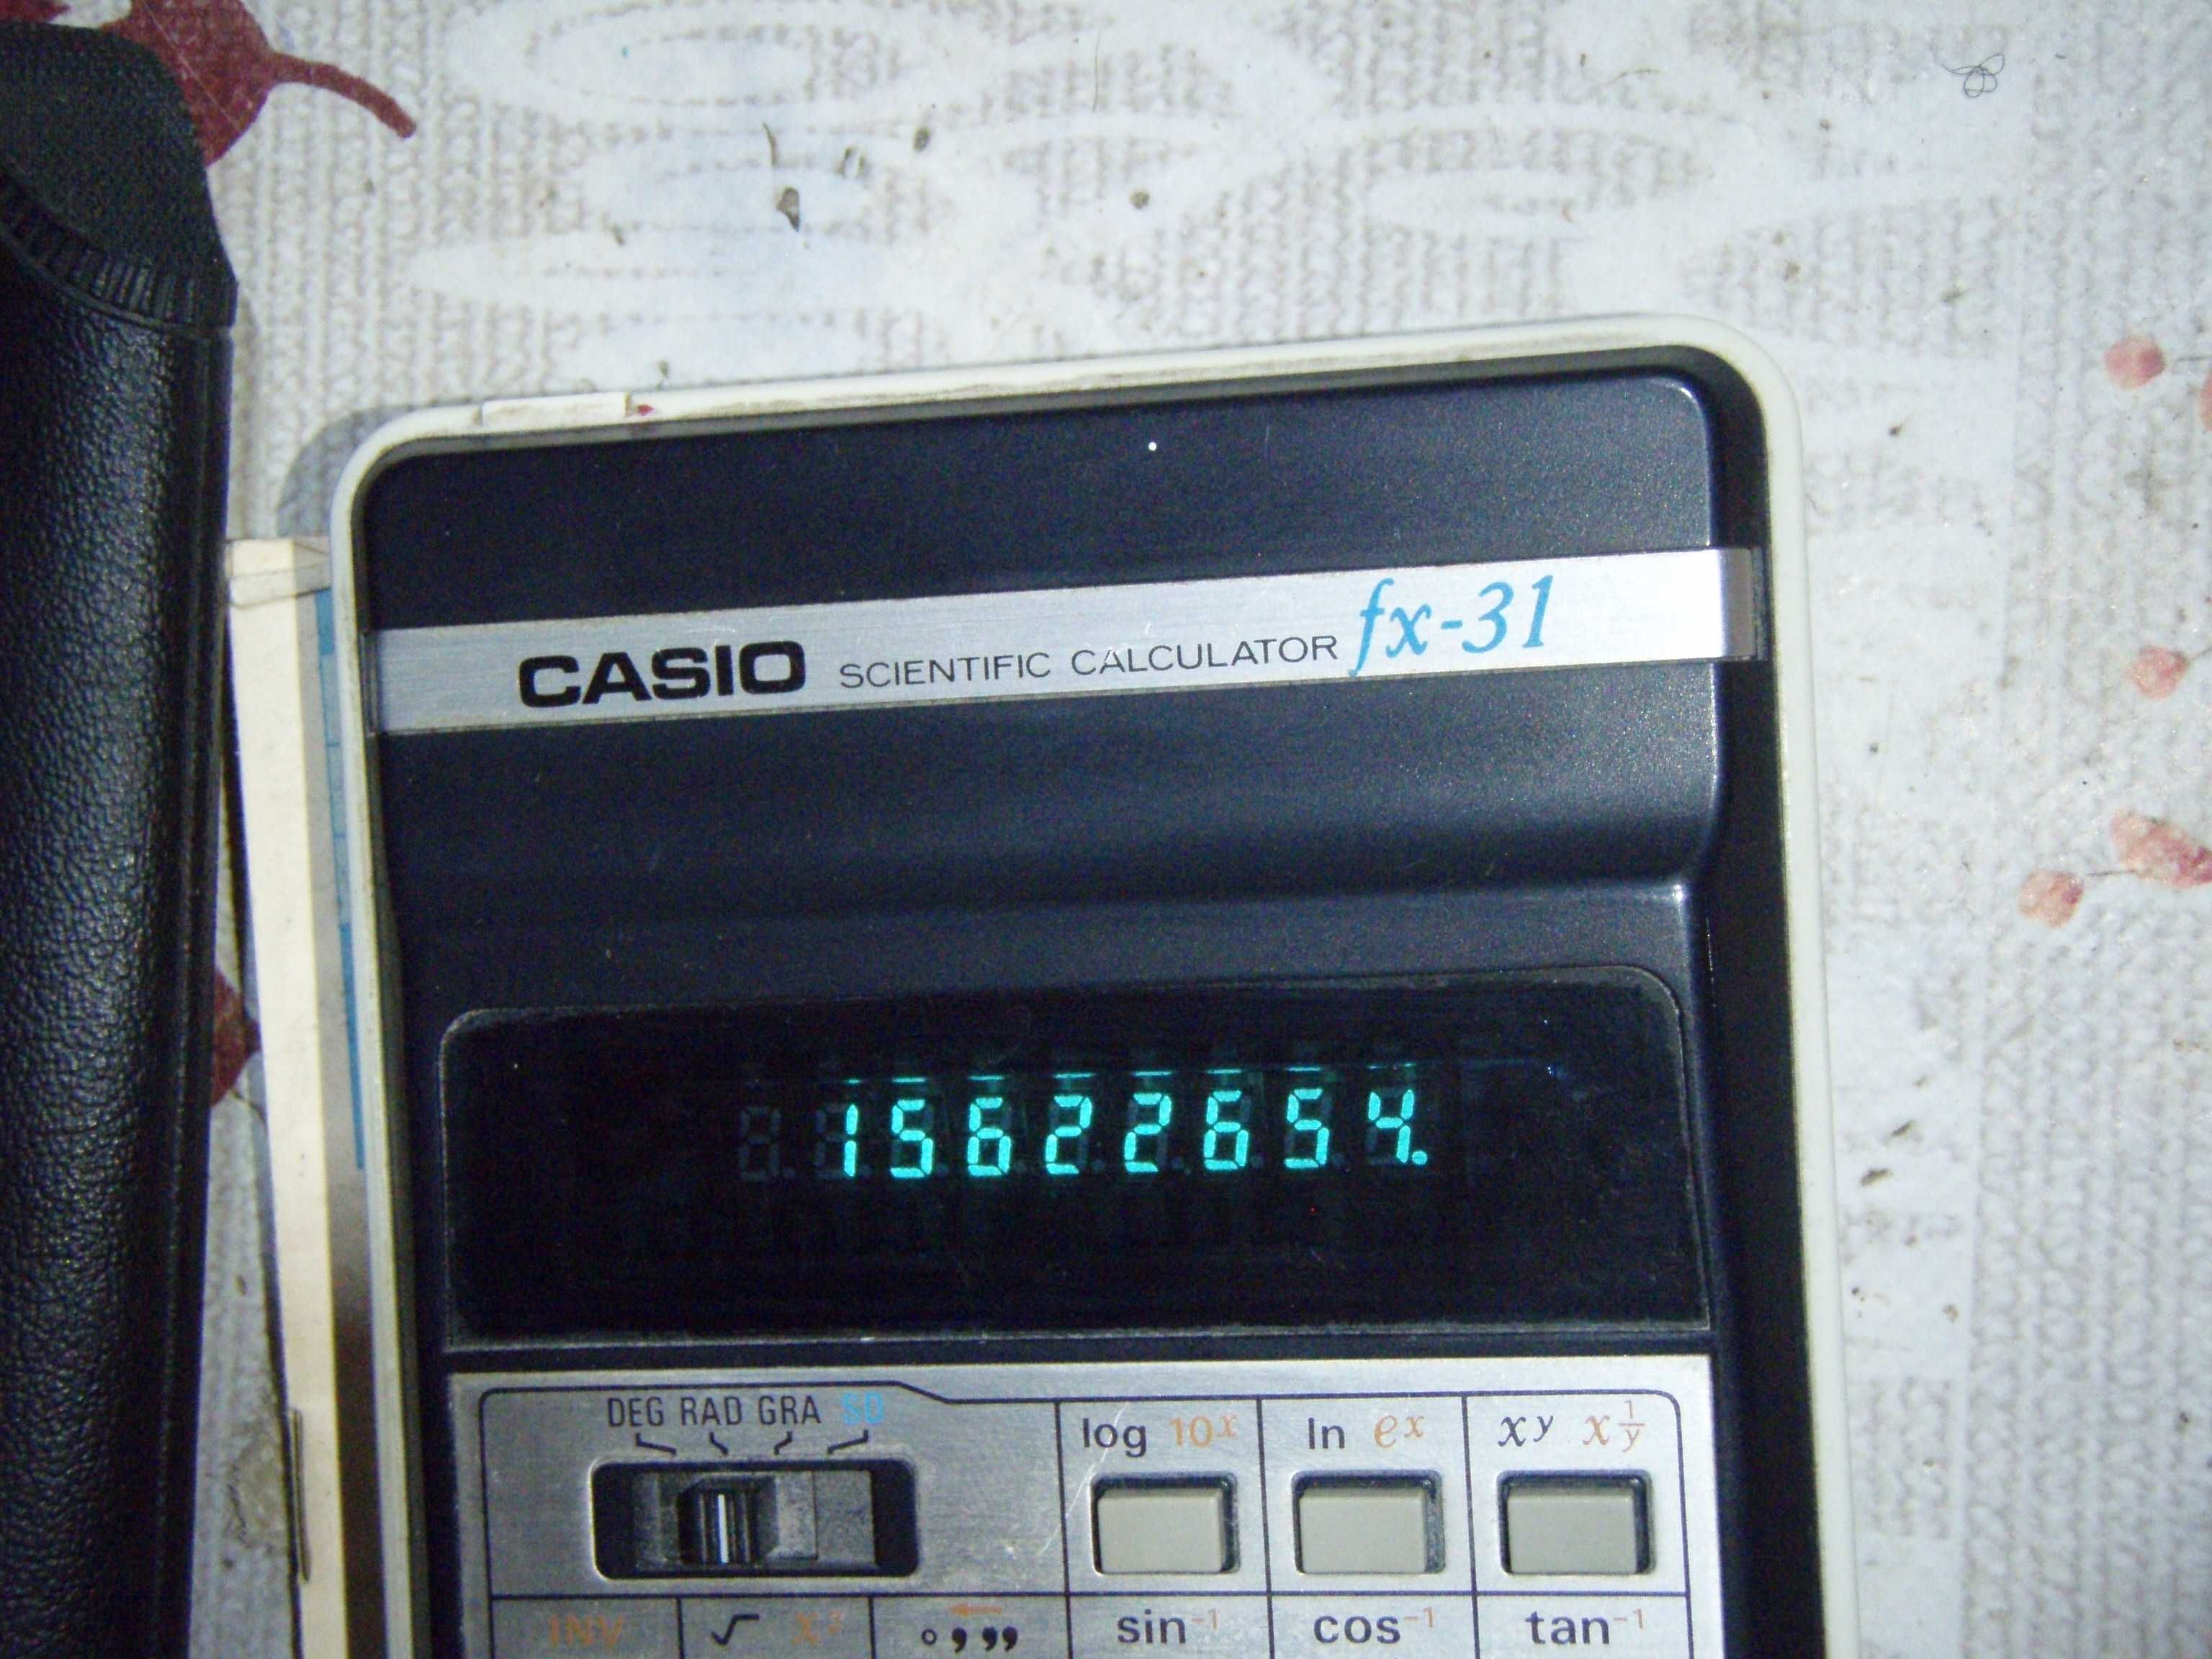 CASIO SCIENTIFIC CALCULATOR fx-31
15622654.
DEG RAD GRA SD
log 10x ln ex xy x1/y
INV √ x² ° , ,, sin-1 cos-1 tan-1